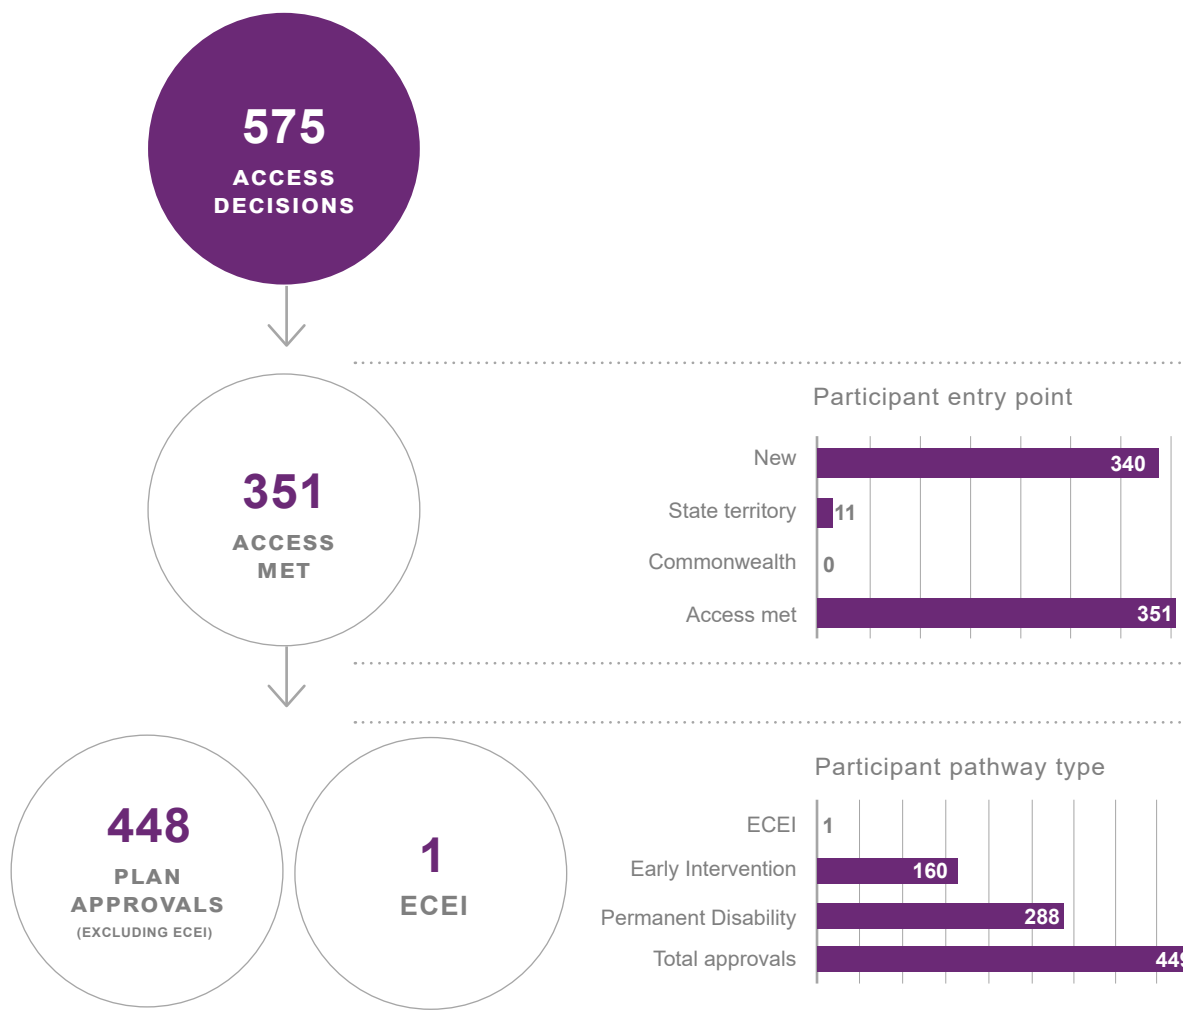 575
ACCESS
DECISIONS
351
ACCESS
MET
Participant entry point
New 340
State territory 11
Commonwealth 0
Access met 351
448
PLAN
APPROVALS
(EXCLUDING ECEI)
1
ECEI
Participant pathway type
ECEI 1
Early Intervention 160
Permanent Disability 288
Total approvals 449